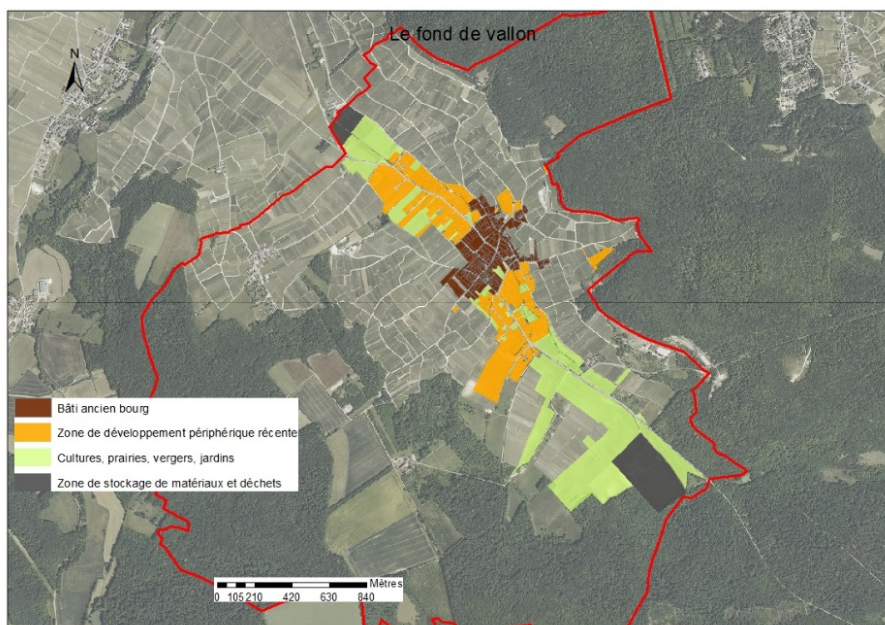 Le fond de vallon
N
Bâti ancien bourg
Zone de développement périphérique récente
Cultures, prairies, vergers, jardins
Zone de stockage de matériaux et déchets
Mètres
0 105 210 420 630 840